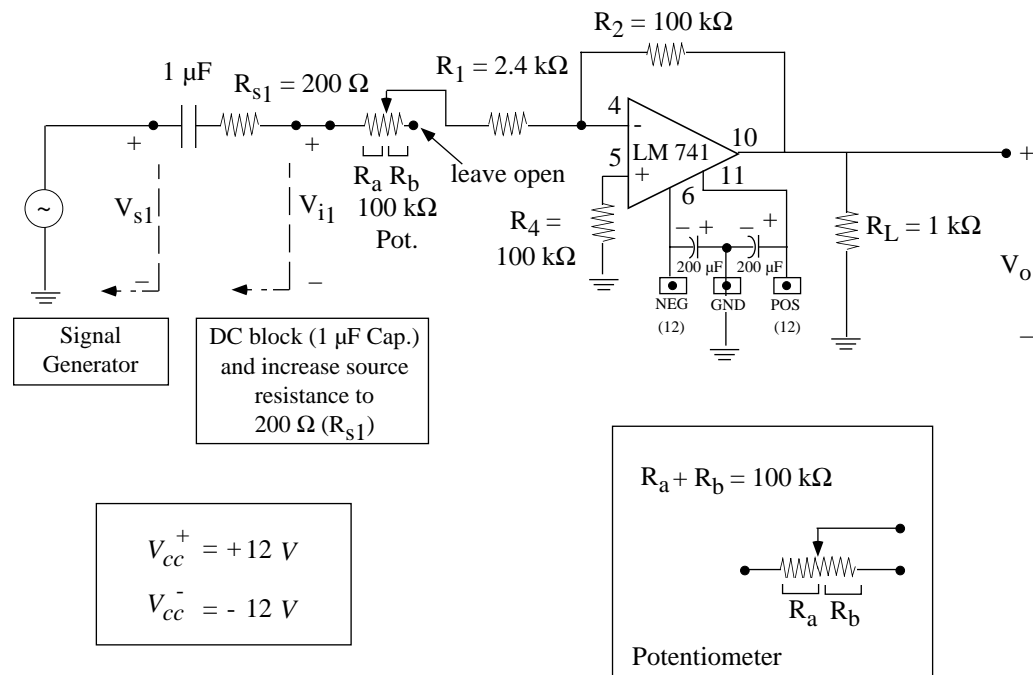 R2 = 100 kΩ
R1 = 2.4 kΩ
1 µF
Rs1 = 200 Ω
4
-
LM 741
10
5
+
11
6
leave open
Ra Rb
100 kΩ
Pot.
+
Vs1
−
+
Vi1
−
~
R4 =
100 kΩ
− +
− +
200 µF
200 µF
NEG
GND
POS
(12)
(12)
RL = 1 kΩ
+
Vo
−
Signal
Generator
DC block (1 µF Cap.)
and increase source
resistance to
200 Ω (Rs1)
Vcc+ = +12 V
Vcc- = - 12 V
Ra + Rb = 100 kΩ
Ra Rb
Potentiometer